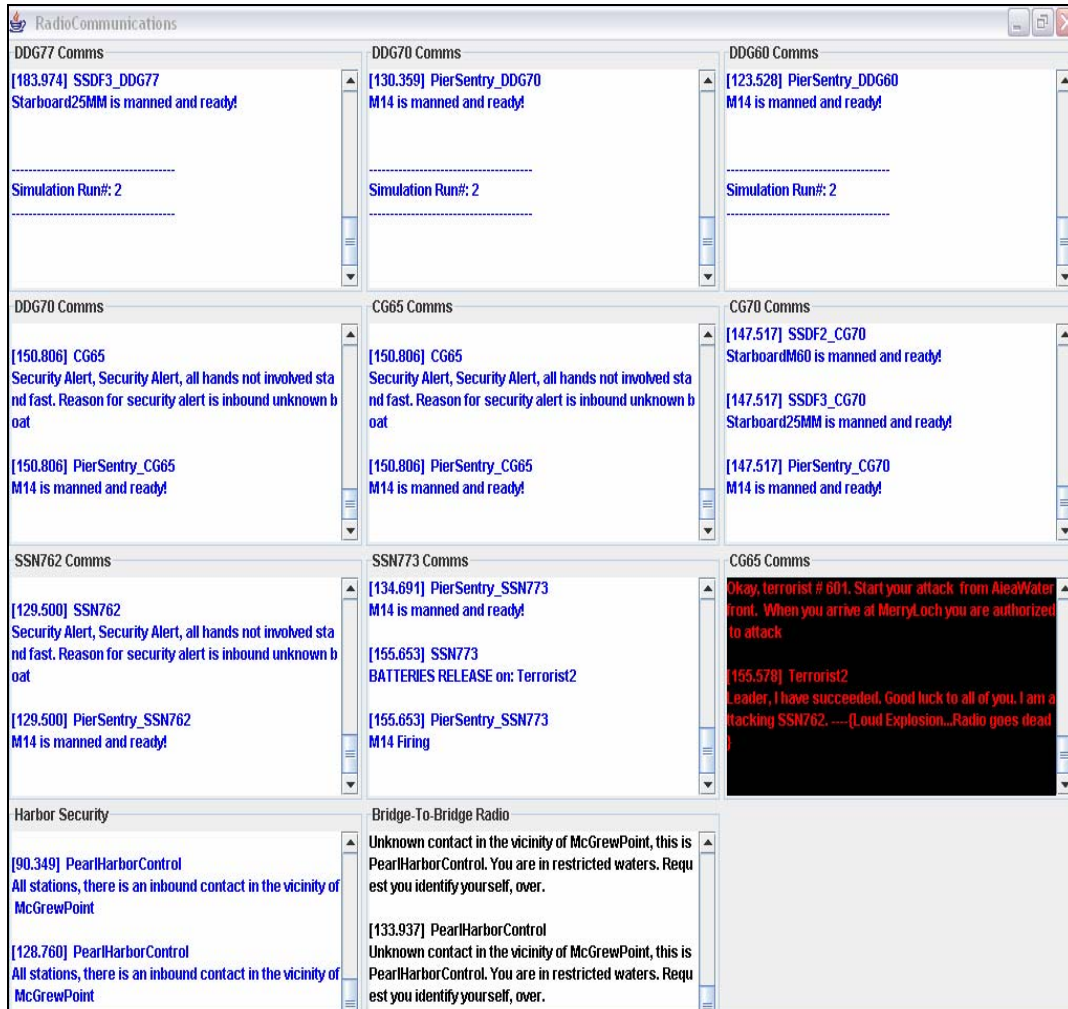 RadioCommunications
DDG77 Comms
[183.974] SSDF3_DDG77
Starboard25MM is manned and ready!
---------------------------------------
Simulation Run#: 2
---------------------------------------
DDG70 Comms
[130.359] PierSentry_DDG70
M14 is manned and ready!
---------------------------------------
Simulation Run#: 2
---------------------------------------
DDG60 Comms
[123.528] PierSentry_DDG60
M14 is manned and ready!
---------------------------------------
Simulation Run#: 2
---------------------------------------
DDG70 Comms
[150.806] CG65
Security Alert, Security Alert, all hands not involved sta
nd fast. Reason for security alert is inbound unknown b
oat
[150.806] PierSentry_CG65
M14 is manned and ready!
CG65 Comms
[150.806] CG65
Security Alert, Security Alert, all hands not involved sta
nd fast. Reason for security alert is inbound unknown b
oat
[150.806] PierSentry_CG65
M14 is manned and ready!
CG70 Comms
[147.517] SSDF2_CG70
StarboardM60 is manned and ready!
[147.517] SSDF3_CG70
Starboard25MM is manned and ready!
[147.517] PierSentry_CG70
M14 is manned and ready!
SSN762 Comms
[129.500] SSN762
Security Alert, Security Alert, all hands not involved sta
nd fast. Reason for security alert is inbound unknown b
oat
[129.500] PierSentry_SSN762
M14 is manned and ready!
SSN773 Comms
[134.691] PierSentry_SSN773
M14 is manned and ready!
[155.653] SSN773
BATTERIES RELEASE on: Terrorist2
[155.653] PierSentry_SSN773
M14 Firing
CG65 Comms
Okay, terrorist # 601. Start your attack from AieaWater
front. When you arrive at MerryLoch you are authorized
to attack
[155.578] Terrorist2
Leader, I have succeeded. Good luck to all of you. I am a
ttacking SSN762. ----{Loud Explosion...Radio goes dead
}
Harbor Security
[90.349] PearlHarborControl
All stations, there is an inbound contact in the vicinity of
McGrewPoint
[128.760] PearlHarborControl
All stations, there is an inbound contact in the vicinity of
McGrewPoint
Bridge-To-Bridge Radio
Unknown contact in the vicinity of McGrewPoint, this is
PearlHarborControl. You are in restricted waters. Requ
est you identify yourself, over.
[133.937] PearlHarborControl
Unknown contact in the vicinity of McGrewPoint, this is
PearlHarborControl. You are in restricted waters. Requ
est you identify yourself, over.